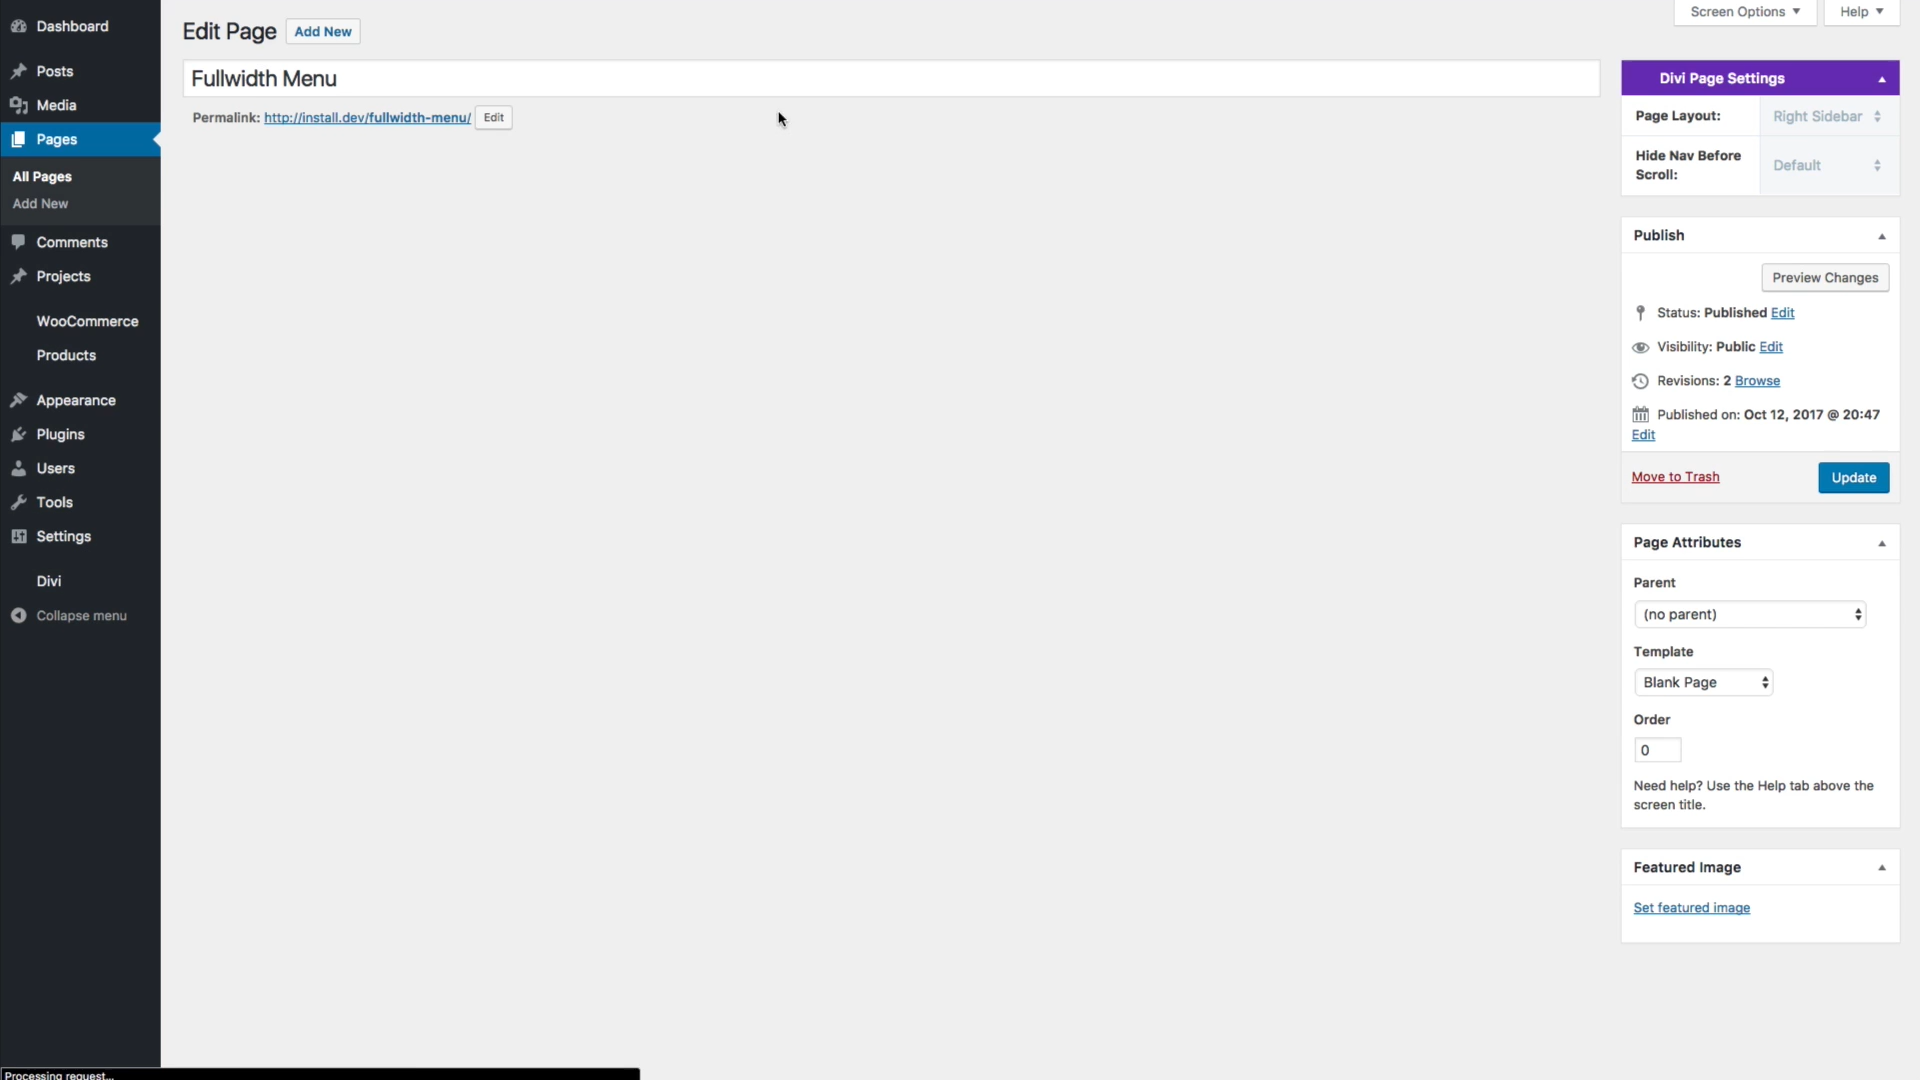 Dashboard
Posts
Media
Pages
All Pages
Add New
Comments
Projects
WooCommerce
Products
Appearance
Plugins
Users
Tools
Settings
Divi
Collapse menu
Processing request...
Screen Options
Help
Edit Page
Add New
Fullwidth Menu
Permalink: http://install.dev/fullwidth-menu/ Edit
Divi Page Settings
Page Layout: Right Sidebar
Hide Nav Before
Scroll:
Default
Publish
Preview Changes
Status: Published Edit
Visibility: Public Edit
Revisions: 2 Browse
Published on: Oct 12, 2017 @ 20:47
Edit
Move to Trash
Update
Page Attributes
Parent
(no parent)
Template
Blank Page
Order
0
Need help? Use the Help tab above the
screen title.
Featured Image
Set featured image